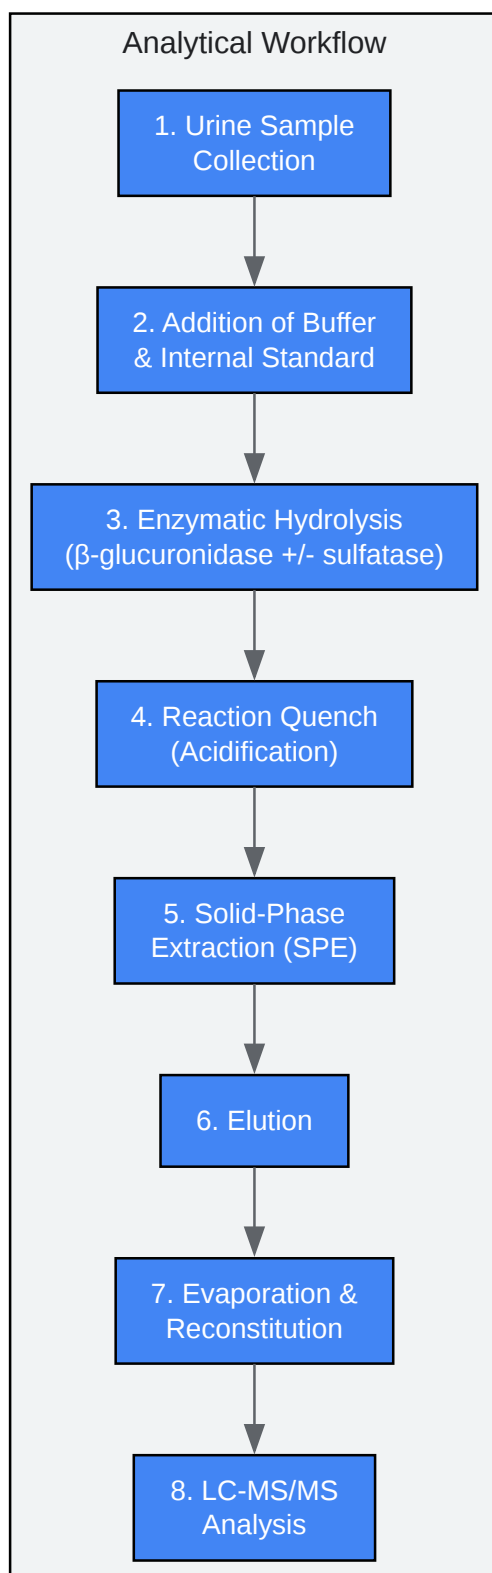 Analytical Workflow
1. Urine Sample
Collection
2. Addition of Buffer
& Internal Standard
3. Enzymatic Hydrolysis
(β-glucuronidase +/- sulfatase)
4. Reaction Quench
(Acidification)
5. Solid-Phase
Extraction (SPE)
6. Elution
7. Evaporation &
Reconstitution
8. LC-MS/MS
Analysis